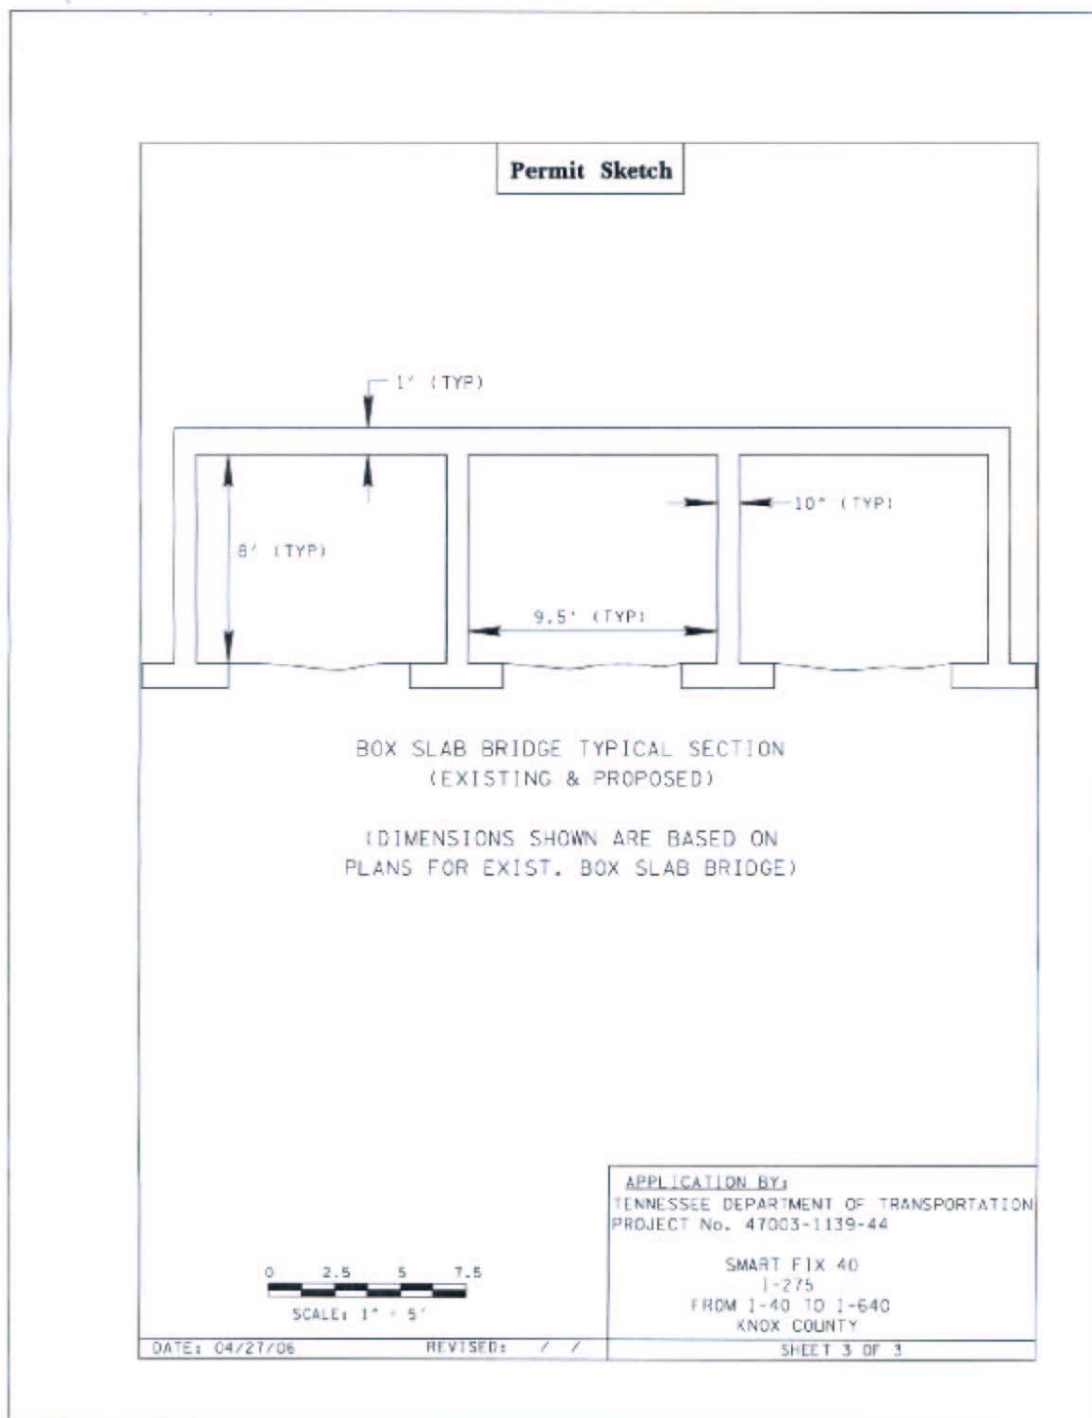 Permit Sketch
1' (TYP)
10" (TYP)
8' (TYP)
9.5' (TYP)
BOX SLAB BRIDGE TYPICAL SECTION
(EXISTING & PROPOSED)
(DIMENSIONS SHOWN ARE BASED ON
PLANS FOR EXIST. BOX SLAB BRIDGE)
APPLICATION BY:
TENNESSEE DEPARTMENT OF TRANSPORTATION
PROJECT No. 47003-1139-44
SMART FIX 40
I-275
FROM I-40 TO I-640
KNOX COUNTY
0 2.5 5 7.5
SCALE: 1" = 5'
DATE: 04/27/06 REVISED: / / SHEET 3 OF 3